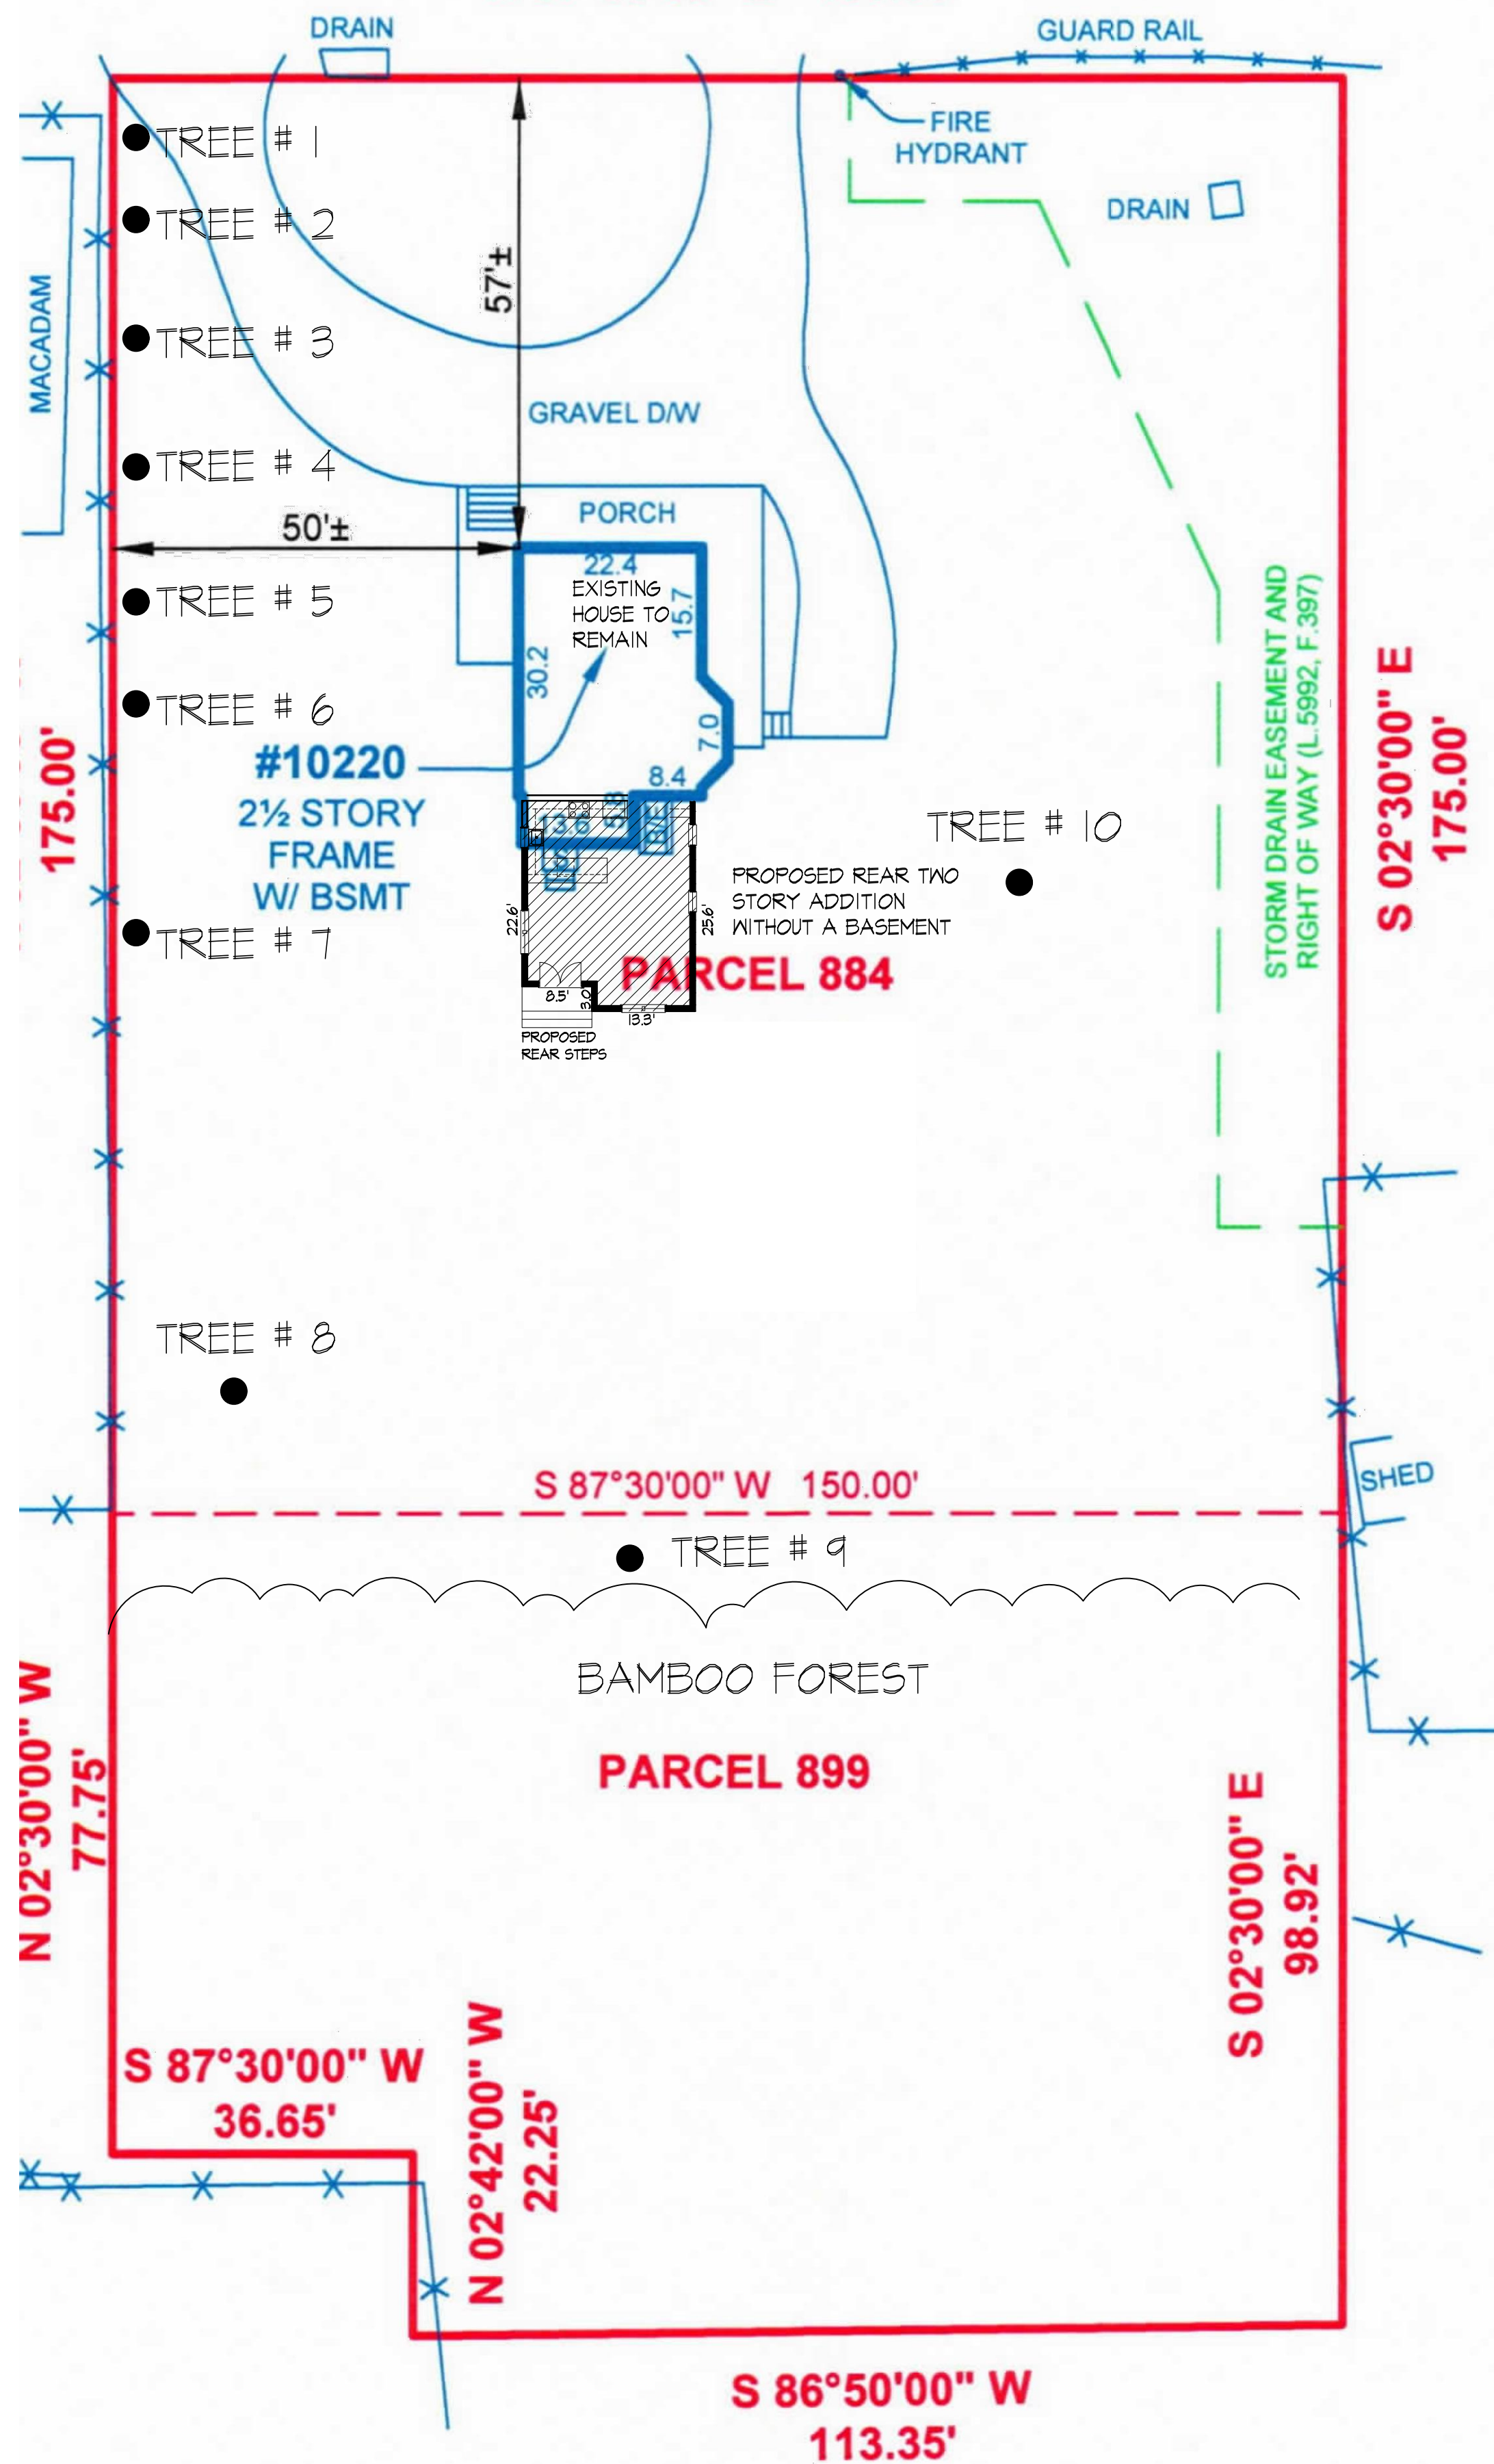 DRAIN
GUARD RAIL
FIRE
HYDRANT
DRAIN
TREE # 1
TREE # 2
TREE # 3
TREE # 4
MACADAM
57'±
GRAVEL D/W
50'±
PORCH
22.4
EXISTING
HOUSE TO
REMAIN
15.7
30.2
7.0
8.4
TREE # 5
TREE # 6
#10220
2½ STORY
FRAME
W/ BSMT
TREE # 7
175.00'
13.6
22.6'
25.6'
PROPOSED REAR TWO
STORY ADDITION
WITHOUT A BASEMENT
TREE # 10
PARCEL 884
8.5'
3.0'
13.3'
PROPOSED
REAR STEPS
STORM DRAIN EASEMENT AND
RIGHT OF WAY (L.5992, F.397)
S 02°30'00" E
175.00'
TREE # 8
S 87°30'00" W 150.00'
SHED
TREE # 9
BAMBOO FOREST
PARCEL 899
N 02°30'00" W
77.75'
S 02°30'00" E
98.92'
S 87°30'00" W
36.65'
N 02°42'00" W
22.25'
S 86°50'00" W
113.35'